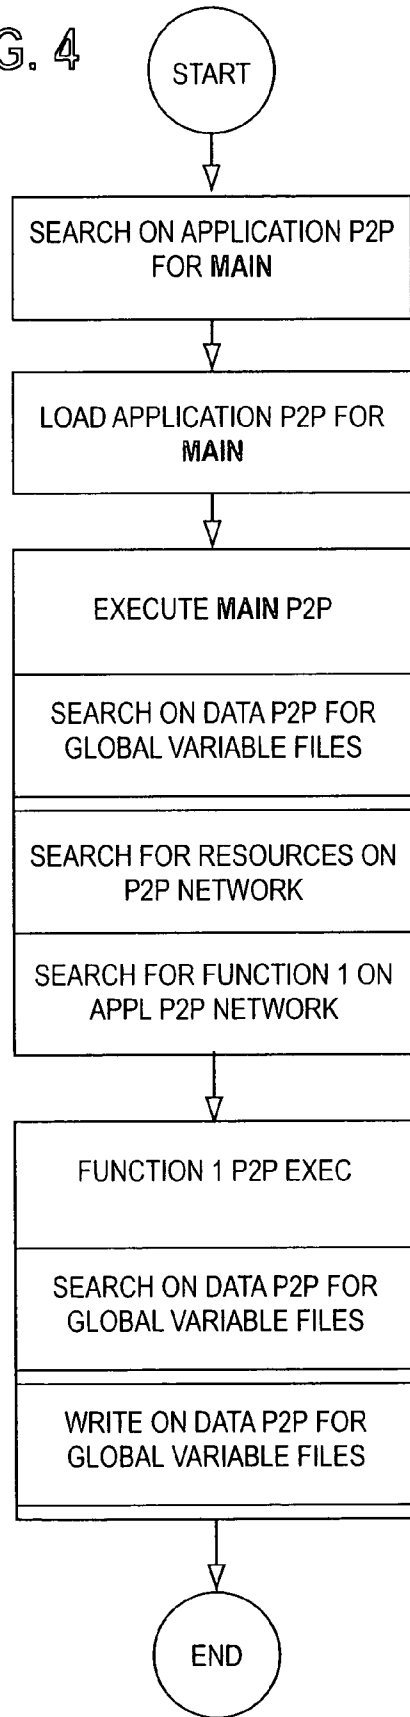 G. 4
START
SEARCH ON APPLICATION P2P
FOR MAIN
LOAD APPLICATION P2P FOR
MAIN
EXECUTE MAIN P2P
SEARCH ON DATA P2P FOR
GLOBAL VARIABLE FILES
SEARCH FOR RESOURCES ON
P2P NETWORK
SEARCH FOR FUNCTION 1 ON
APPL P2P NETWORK
FUNCTION 1 P2P EXEC
SEARCH ON DATA P2P FOR
GLOBAL VARIABLE FILES
WRITE ON DATA P2P FOR
GLOBAL VARIABLE FILES
END